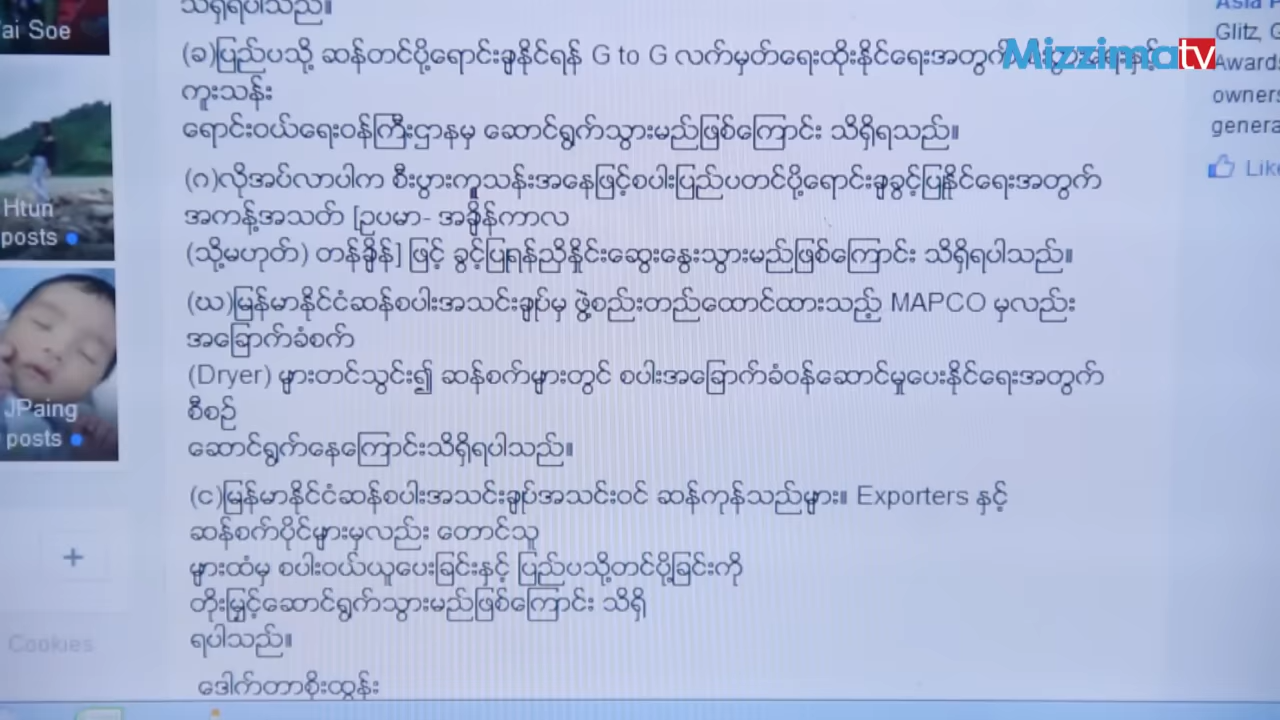 သိရှိရပါသည်။
(ခ)ပြည်ပသို့ ဆန်တင်ပို့ရောင်းချနိုင်ရန် G to G လက်မှတ်ရေးထိုးနိုင်ရေးအတွက်
ကူးသန်း
ရောင်းဝယ်ရေးဝန်ကြီးဌာနမှ ဆောင်ရွက်သွားမည်ဖြစ်ကြောင်း သိရှိရသည်။
(ဂ)လိုအပ်လာပါက စီးပွားကူသန်းအနေဖြင့်စပါးပြည်ပတင်ပို့ရောင်းချခွင့်ပြုနိုင်ရေးအတွက်
အကန့်အသတ် [ဥပမာ- အချိန်ကာလ
(သို့မဟုတ်) တန်ချိန်] ဖြင့် ခွင့်ပြုရန်ညှိနှိုင်းဆွေးနွေးသွားမည်ဖြစ်ကြောင်း သိရှိရပါသည်။
(ဃ)မြန်မာနိုင်ငံဆန်စပါးအသင်းချုပ်မှ ဖွဲ့စည်းတည်ထောင်ထားသည့် MAPCO မှလည်း
အခြောက်ခံစက်
(Dryer) များတင်သွင်း၍ ဆန်စက်များတွင် စပါးအခြောက်ခံဝန်ဆောင်မှုပေးနိုင်ရေးအတွက်
စီစဉ်
ဆောင်ရွက်နေကြောင်းသိရှိရပါသည်။
(င)မြန်မာနိုင်ငံဆန်စပါးအသင်းချုပ်အသင်းဝင် ဆန်ကုန်သည်များ။ Exporters နှင့်
ဆန်စက်ပိုင်များမှလည်း တောင်သူ
များထံမှ စပါးဝယ်ယူပေးခြင်းနှင့် ပြည်ပသို့တင်ပို့ခြင်းကို
တိုးမြှင့်ဆောင်ရွက်သွားမည်ဖြစ်ကြောင်း သိရှိ
ရပါသည်။
ဒေါက်တာစိုးထွန်း
ai Soe
Htun
posts
JPaing
posts
+
Cookies
Mizzima tv
Asia
Glitz,
Awards
owners
genera
Like